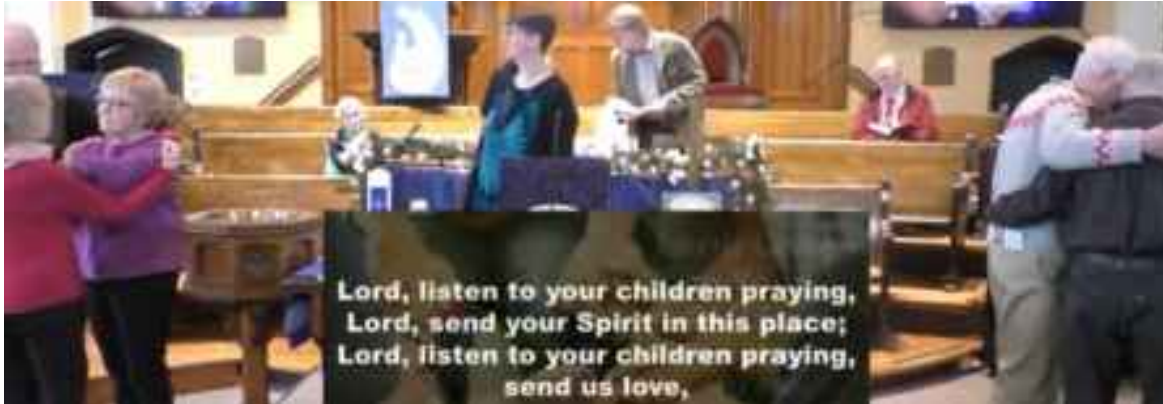 Lord, listen to your children praying,
Lord, send your Spirit in this place;
Lord, listen to your children praying,
send us love,